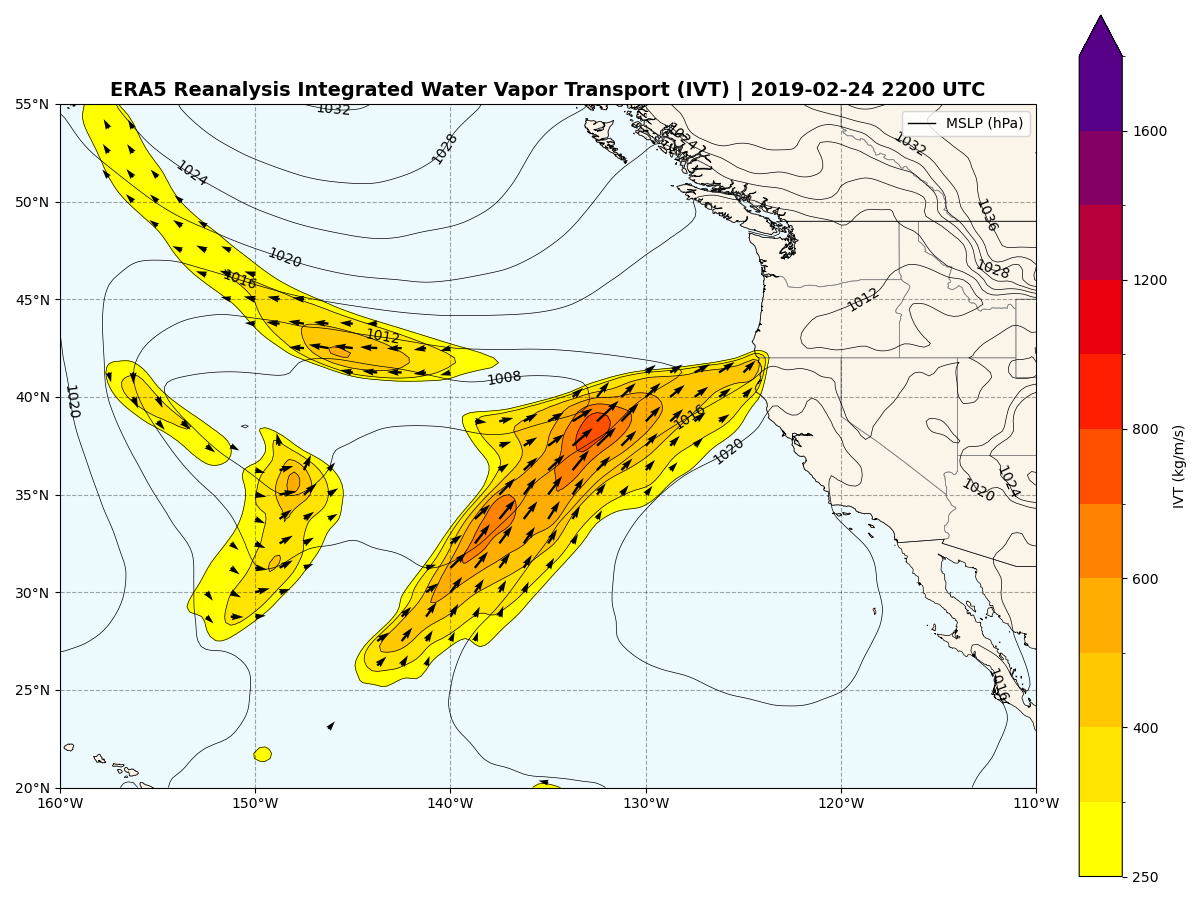 ERA5 Reanalysis Integrated Water Vapor Transport (IVT) | 2019-02-24 2200 UTC
MSLP (hPa)
55°N
50°N
45°N
40°N
35°N
30°N
25°N
20°N
160°W
150°W
140°W
130°W
120°W
110°W
1032
1028
1024
1020
1016
1012
1008
1020
1024
1032
1036
1028
1012
1016
1020
1020
1024
1016
1600
1200
800
600
400
250
IVT (kg/m/s)